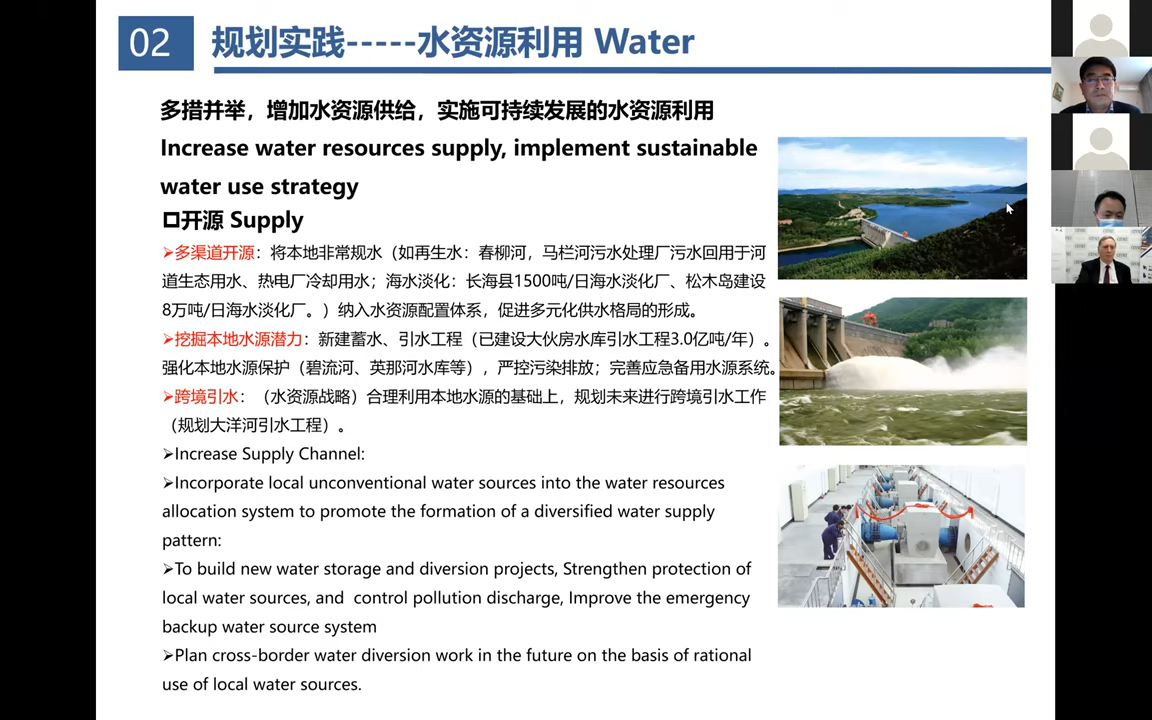 02
规划实践-----水资源利用 Water
多措并举，增加水资源供给，实施可持续发展的水资源利用
Increase water resources supply, implement sustainable
water use strategy
开源 Supply
➢多渠道开源：将本地非常规水（如再生水：春柳河，马栏河污水处理厂污水回用于河
道生态用水、热电厂冷却用水；海水淡化：长海县1500吨/日海水淡化厂、松木岛建设
8万吨/日海水淡化厂。）纳入水资源配置体系，促进多元化供水格局的形成。
➢挖掘本地水源潜力：新建蓄水、引水工程（已建设大伙房水库引水工程3.0亿吨/年）。
强化本地水源保护（碧流河、英那河水库等），严控污染排放；完善应急备用水源系统。
➢跨境引水：（水资源战略）合理利用本地水源的基础上，规划未来进行跨境引水工作
（规划大洋河引水工程）。
➢Increase Supply Channel:
➢Incorporate local unconventional water sources into the water resources
allocation system to promote the formation of a diversified water supply
pattern:
➢To build new water storage and diversion projects, Strengthen protection of
local water sources, and control pollution discharge, Improve the emergency
backup water source system
➢Plan cross-border water diversion work in the future on the basis of rational
use of local water sources.